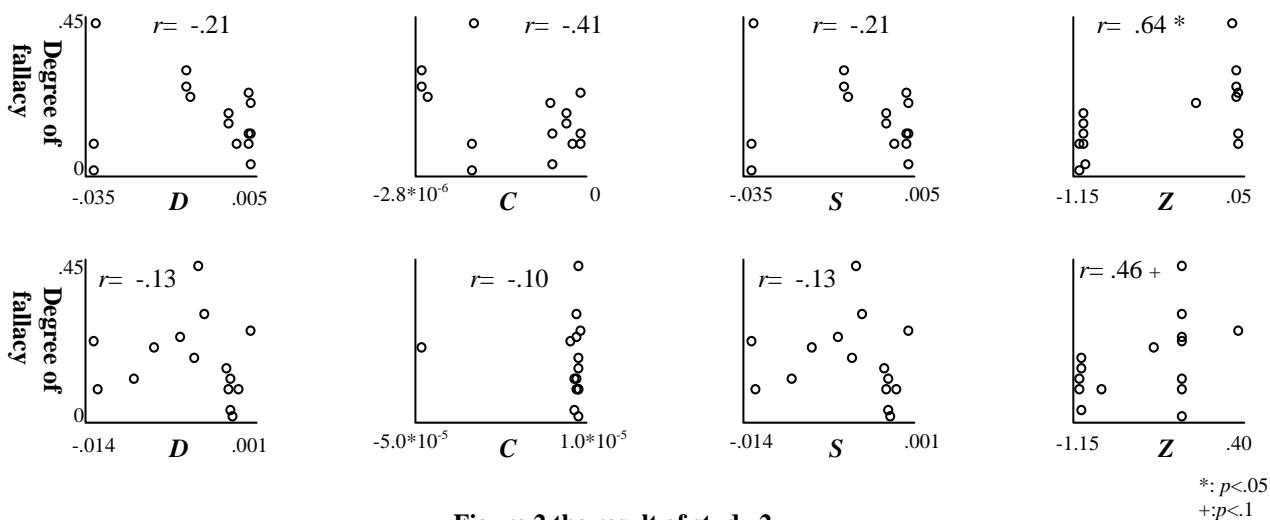 .45
r= -.21
r= -.41
r= -.21
r= .64 *
Degree of
fallacy
0
-.035
D
.005
-2.8*10-6
C
0
-.035
S
.005
-1.15
Z
.05
.45
r= -.13
r= -.10
r= -.13
r= .46 +
Degree of
fallacy
0
-.014
D
.001
-5.0*10-5
C
1.0*10-5
-.014
S
.001
-1.15
Z
.40
*: p<.05
+:p<.1
Figure 2 the result of study 2